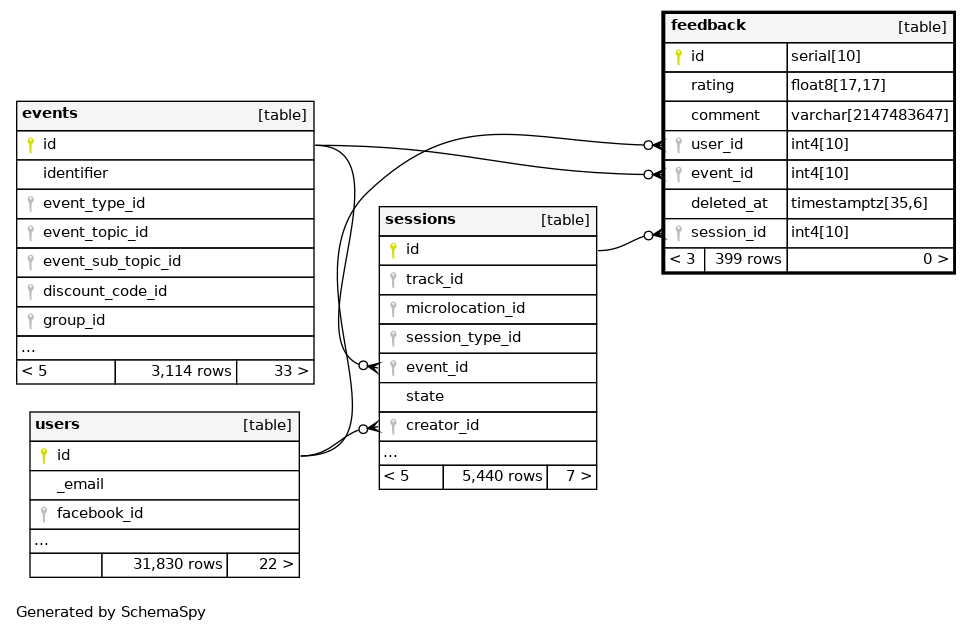 feedback [table]
id serial[10]
rating float8[17,17]
comment varchar[2147483647]
user_id int4[10]
event_id int4[10]
deleted_at timestamptz[35,6]
session_id int4[10]
< 3 399 rows 0 >
events [table]
id
identifier
event_type_id
event_topic_id
event_sub_topic_id
discount_code_id
group_id
...
< 5 3,114 rows 33 >
sessions [table]
id
track_id
microlocation_id
session_type_id
event_id
state
creator_id
...
< 5 5,440 rows 7 >
users [table]
id
_email
facebook_id
...
31,830 rows 22 >
Generated by SchemaSpy